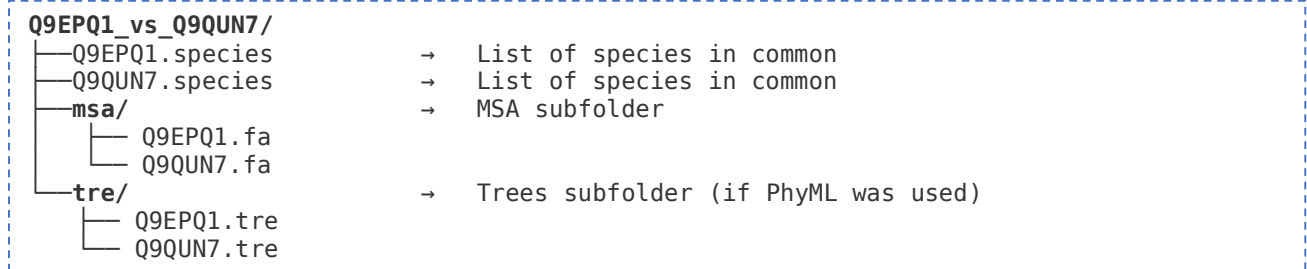 Q9EPQ1_vs_Q9QUN7/
├──Q9EPQ1.species → List of species in common
├──Q9QUN7.species → List of species in common
├──msa/ → MSA subfolder
│ ├── Q9EPQ1.fa
│ └── Q9QUN7.fa
└──tre/ → Trees subfolder (if PhyML was used)
├── Q9EPQ1.tre
└── Q9QUN7.tre